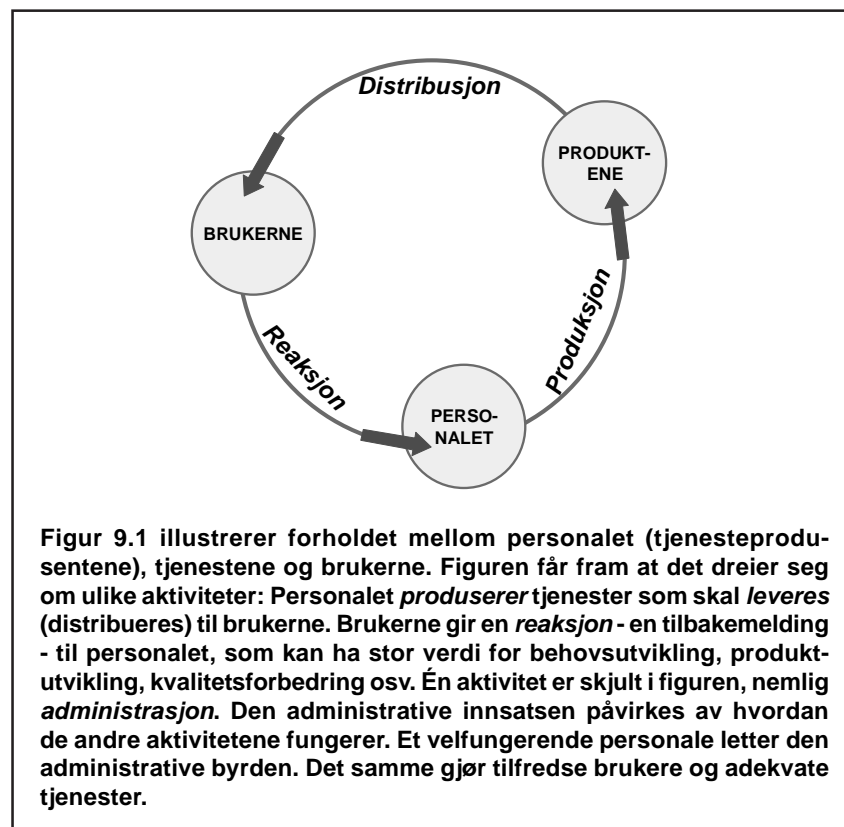 Distribusjon
PRODUKT-
ENE
BRUKERNE
Reaksjon
Produksjon
PERSO-
NALET
Figur 9.1 illustrerer forholdet mellom personalet (tjenesteprodu-
sentene), tjenestene og brukerne. Figuren får fram at det dreier seg
om ulike aktiviteter: Personalet produserer tjenester som skal leveres
(distribueres) til brukerne. Brukerne gir en reaksjon - en tilbakemelding
- til personalet, som kan ha stor verdi for behovsutvikling, produkt-
utvikling, kvalitetsforbedring osv. Én aktivitet er skjult i figuren, nemlig
administrasjon. Den administrative innsatsen påvirkes av hvordan
de andre aktivitetene fungerer. Et velfungerende personale letter den
administrative byrden. Det samme gjør tilfredse brukere og adekvate
tjenester.